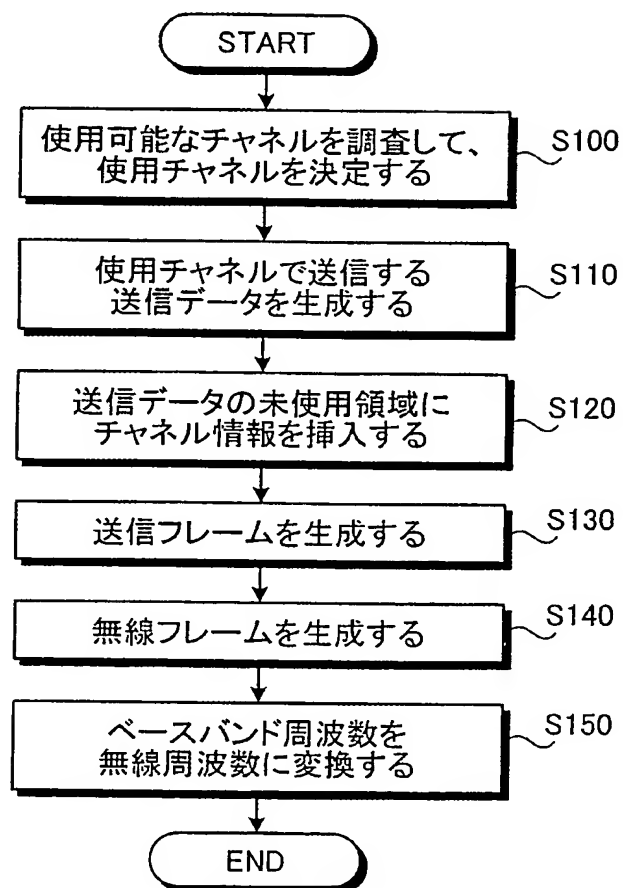 START
使用可能なチャネルを調査して、
使用チャネルを決定する
S100
使用チャネルで送信する
送信データを生成する
S110
送信データの未使用領域に
チャネル情報を挿入する
S120
送信フレームを生成する
S130
無線フレームを生成する
S140
ベースバンド周波数を
無線周波数に変換する
S150
END